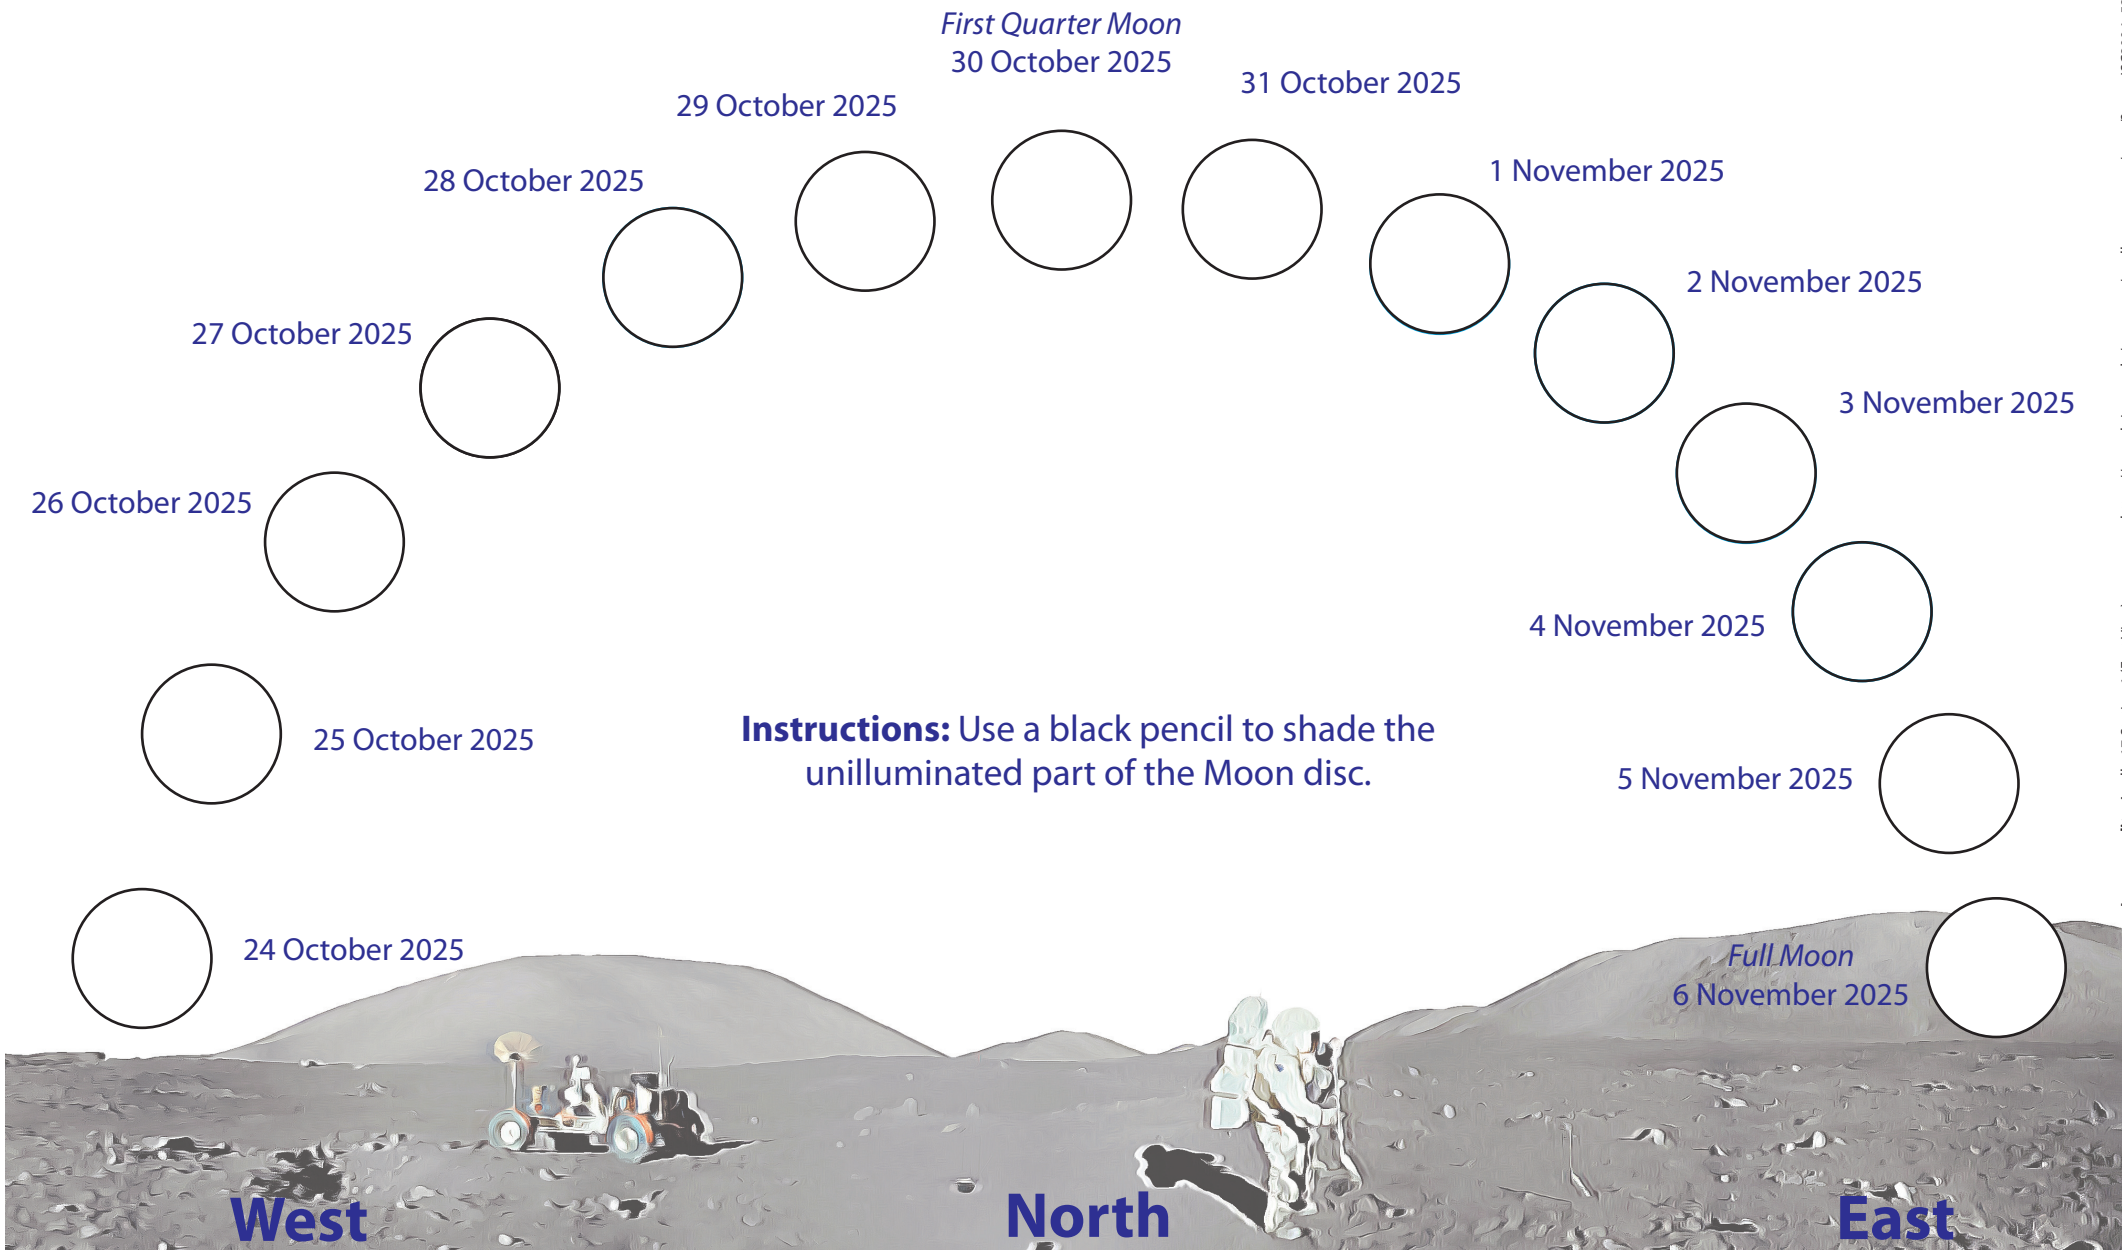 First Quarter Moon
30 October 2025
31 October 2025
29 October 2025
1 November 2025
28 October 2025
2 November 2025
27 October 2025
3 November 2025
26 October 2025
4 November 2025
Instructions: Use a black pencil to shade the
unilluminated part of the Moon disc.
25 October 2025
5 November 2025
24 October 2025
Full Moon
6 November 2025
West
North
East